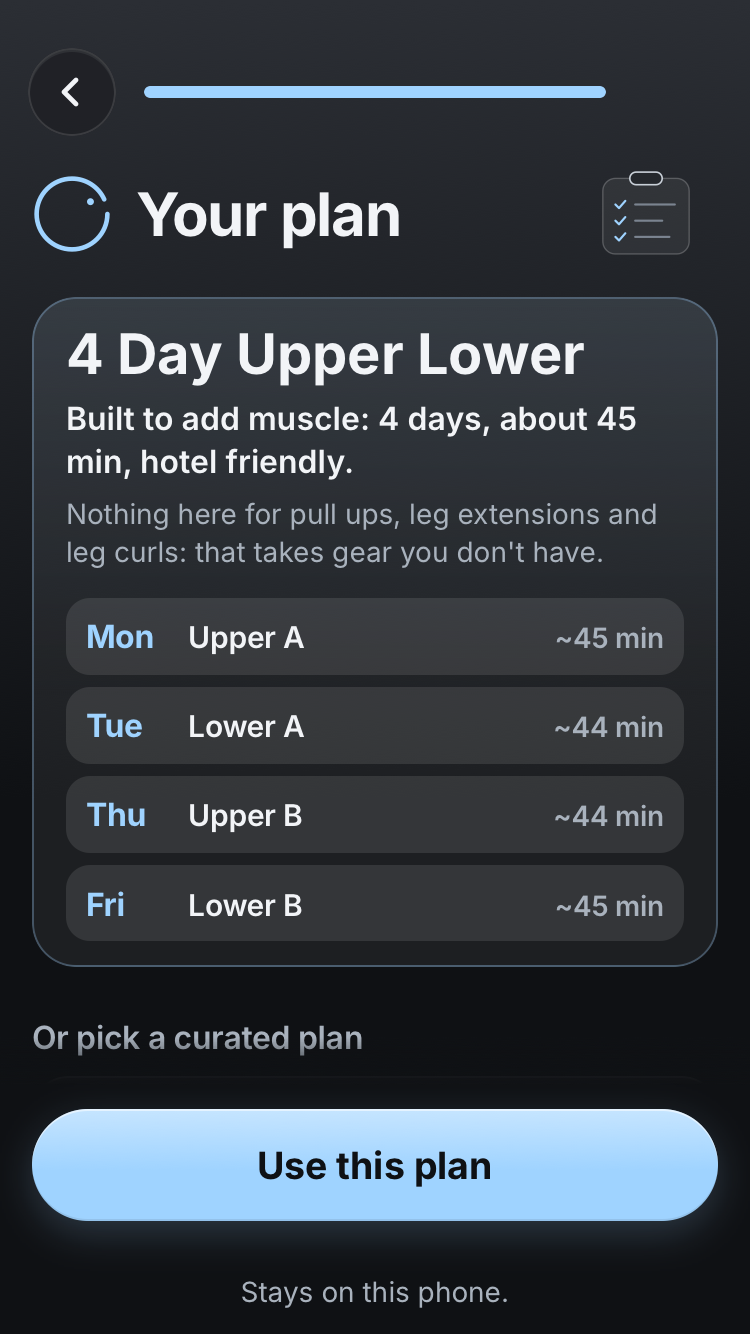 Your plan
4 Day Upper Lower
Built to add muscle: 4 days, about 45
min, hotel friendly.
Nothing here for pull ups, leg extensions and
leg curls: that takes gear you don't have.
Mon Upper A ~45 min
Tue Lower A ~44 min
Thu Upper B ~44 min
Fri Lower B ~45 min
Or pick a curated plan
Use this plan
Stays on this phone.